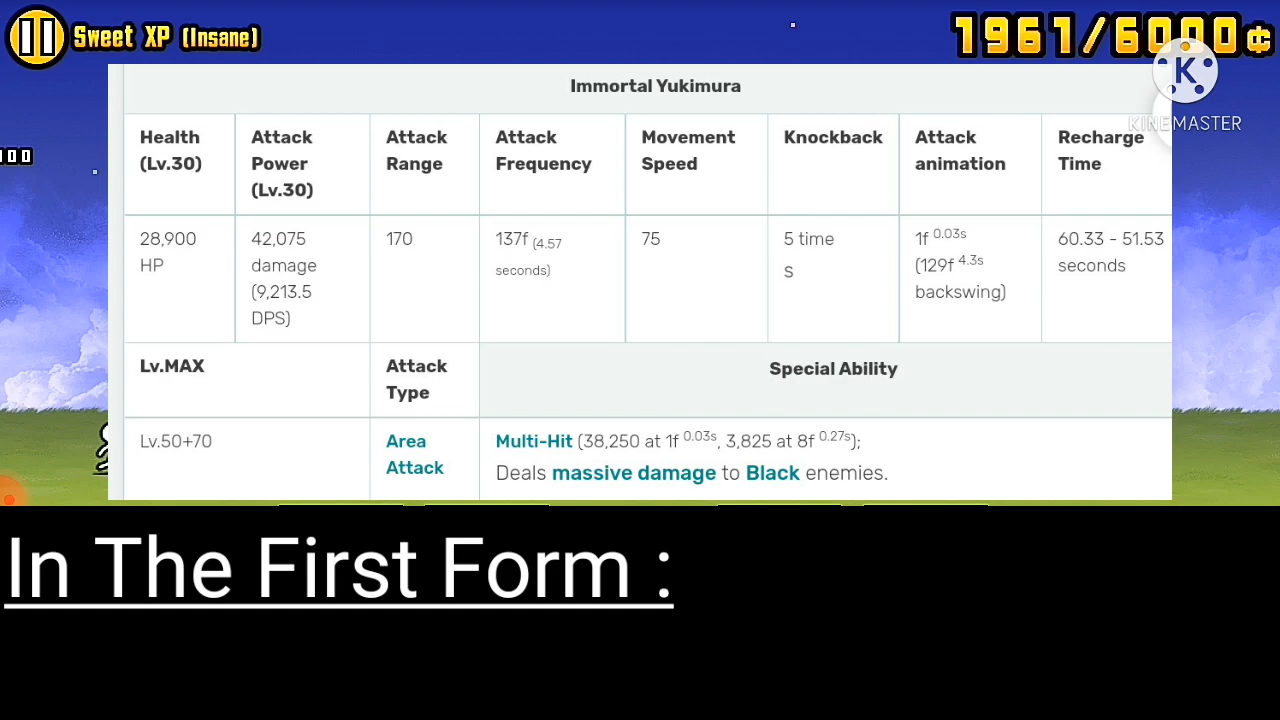 Sweet XP (Insane)
1961/6000¢
K
KINEMASTER
00
Immortal Yukimura
Health (Lv.30)
Attack Power (Lv.30)
Attack Range
Attack Frequency
Movement Speed
Knockback
Attack animation
Recharge Time
28,900 HP
42,075 damage (9,213.5 DPS)
170
137f (4.57 seconds)
75
5 time s
1f 0.03s (129f 4.3s backswing)
60.33 - 51.53 seconds
Lv.MAX
Attack Type
Special Ability
Lv.50+70
Area Attack
Multi-Hit (38,250 at 1f 0.03s, 3,825 at 8f 0.27s);
Deals massive damage to Black enemies.
In The First Form :